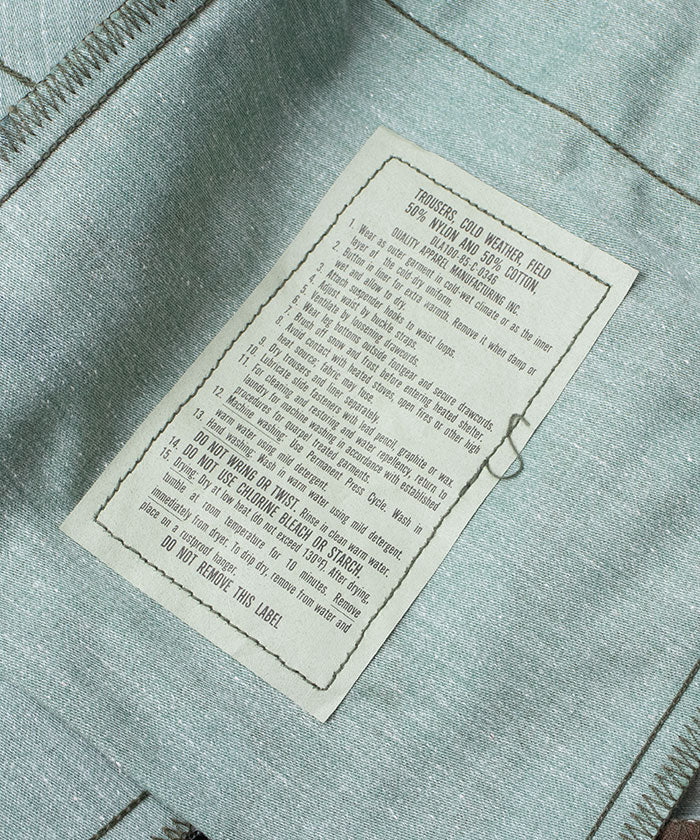 TROUSERS, COLD WEATHER, FIELD
50% NYLON AND 50% COTTON.
DLA100-85-C-0346
QUALITY APPAREL MANUFACTURING INC.
1. Wear as outer garment in cold-wet climate or as the inner
layer of the cold dry uniform.
2. Button in liner for extra warmth. Remove it when damp or
wet and allow to dry.
3. Attach suspender hooks to waist loops.
4. Adjust waist by buckle straps.
5. Ventilate by loosening drawcords.
6. Wear leg bottoms outside footgear and secure drawcords.
7. Brush off snow and frost before entering heated shelter.
8. Avoid contact with heated stoves, open fires or other high
heat source; fabric may fuse.
9. Dry trousers and liner separately.
10. Lubricate slide fasteners with lead pencil, graphite or wax.
11. For cleaning and restoring and water repellency, return to
laundry for machine washing in accordance with established
procedures for quarpel treated garments.
12. Machine washing: Use Permanent Press Cycle. Wash in
warm water using mild detergent.
13. Hand washing: Wash in warm water using mild detergent.
DO NOT WRING OR TWIST. Rinse in clean warm water.
14. DO NOT USE CHLORINE BLEACH OR STARCH.
15. Drying: Dry at low heat (do not exceed 130°F). After drying,
tumble at room temperature for 10 minutes. Remove
immediately from dryer. To drip dry, remove from water and
place on a rustproof hanger.
DO NOT REMOVE THIS LABEL